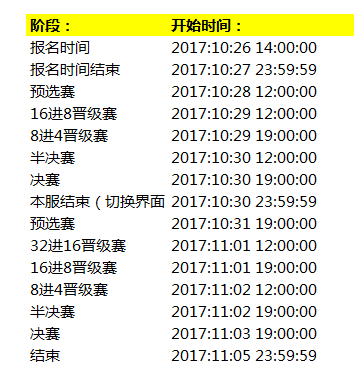 阶段： 开始时间：
报名时间 2017:10:26 14:00:00
报名时间结束 2017:10:27 23:59:59
预选赛 2017:10:28 12:00:00
16进8晋级赛 2017:10:29 12:00:00
8进4晋级赛 2017:10:29 19:00:00
半决赛 2017:10:30 12:00:00
决赛 2017:10:30 19:00:00
本服结束（切换界面 2017:10:30 23:59:59
预选赛 2017:10:31 19:00:00
32进16晋级赛 2017:11:01 12:00:00
16进8晋级赛 2017:11:01 19:00:00
8进4晋级赛 2017:11:02 12:00:00
半决赛 2017:11:02 19:00:00
决赛 2017:11:03 19:00:00
结束 2017:11:05 23:59:59